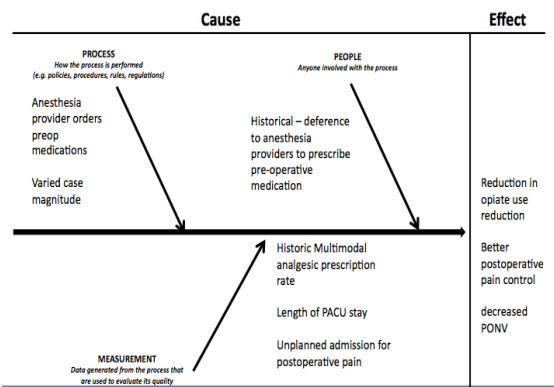 Cause
Effect
PROCESS
How the process is performed
(e.g. policies, procedures, rules, regulations)
Anesthesia
provider orders
preop
medications
Varied case
magnitude
PEOPLE
Anyone involved with the process
Historical – deference
to anesthesia
providers to prescribe
pre-operative
medication
Historic Multimodal
analgesic prescription
rate
Length of PACU stay
Unplanned admission for
postoperative pain
MEASUREMENT
Data generated from the process that
are used to evaluate its quality
Reduction in
opiate use
reduction
Better
postoperative
pain control
decreased
PONV